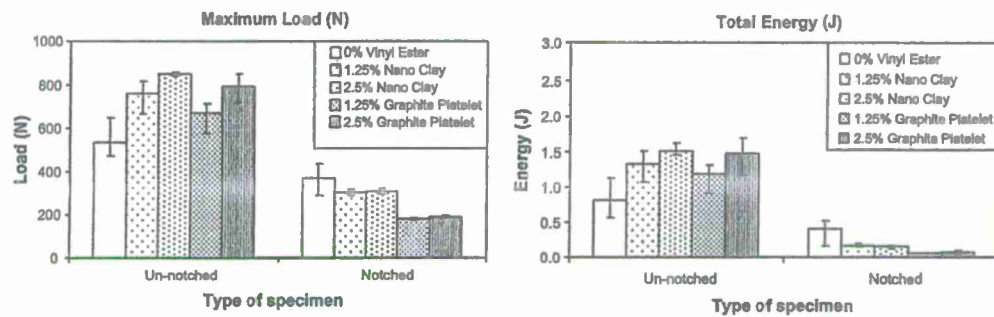 Maximum Load (N)
1000
800
600
400
200
0
Load (N)
0% Vinyl Ester
1.25% Nano Clay
2.5% Nano Clay
1.25% Graphite Platelet
2.5% Graphite Platelet
Un-notched
Notched
Type of specimen
Total Energy (J)
3.0
2.5
2.0
1.5
1.0
0.5
0.0
Energy (J)
0% Vinyl Ester
1.25% Nano Clay
2.5% Nano Clay
1.25% Graphite Platelet
2.5% Graphite Platelet
Un-notched
Notched
Type of specimen